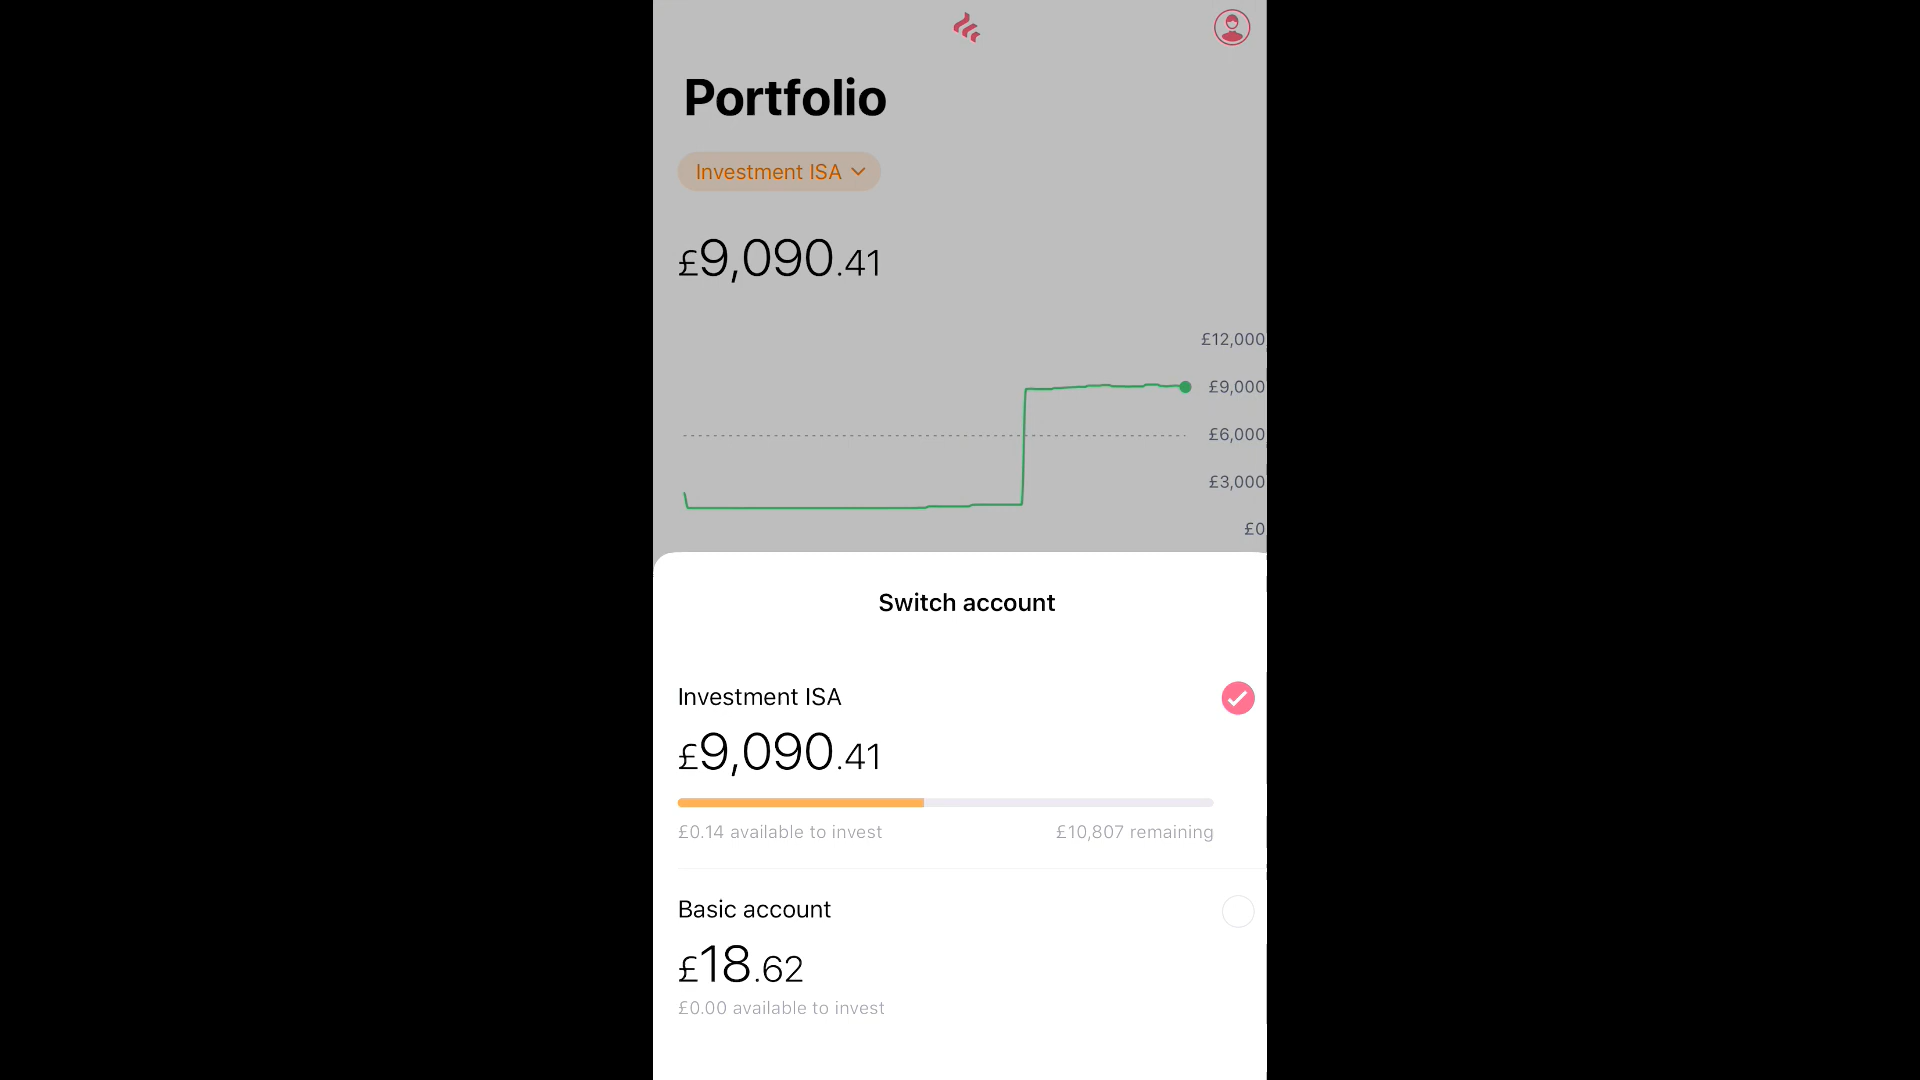 Portfolio
Investment ISA
£9,090.41
£12,000
£9,000
£6,000
£3,000
£0
Switch account
Investment ISA
£9,090.41
£0.14 available to invest £10,807 remaining
Basic account
£18.62
£0.00 available to invest